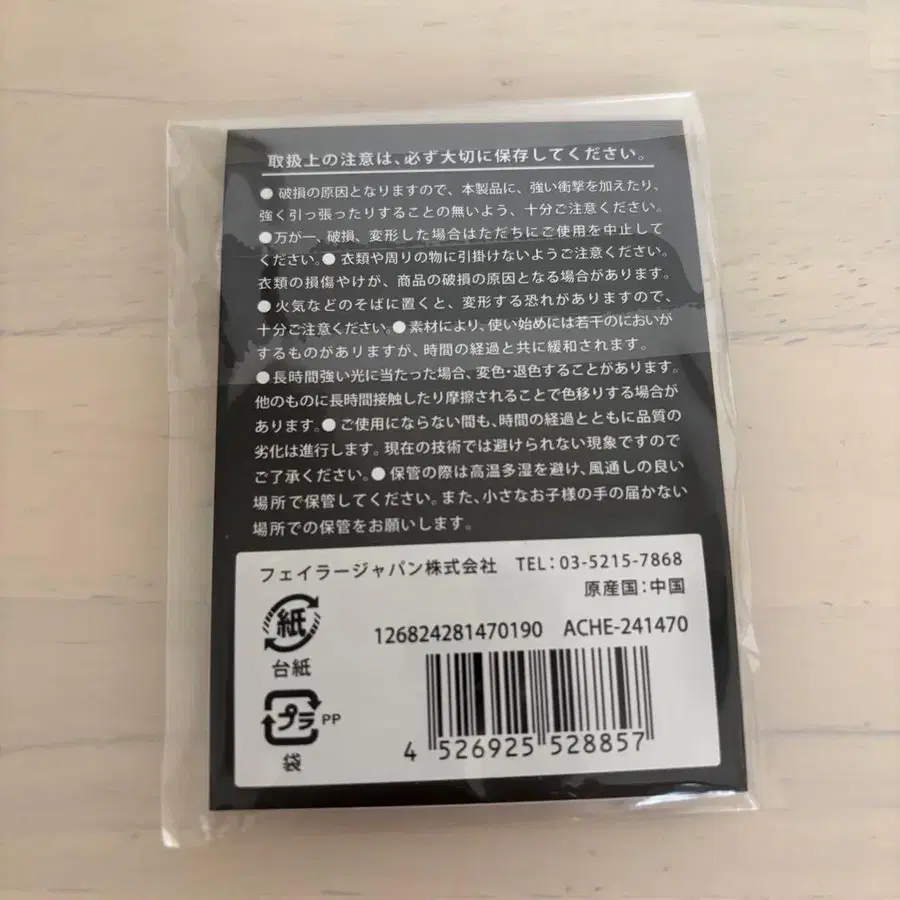 取扱上の注意は、必ず大切に保存してください。
● 破損の原因となりますので、本製品に、強い衝撃を加えたり、
強く引っ張ったりすることの無いよう、十分ご注意ください。
●万が一、破損、変形した場合はただちにご使用を中止して
ください。● 衣類や周りの物に引掛けないようご注意ください。
衣類の損傷やけが、商品の破損の原因となる場合があります。
● 火気などのそばに置くと、変形する恐れがありますので、
十分ご注意ください。● 素材により、使い始めには若干のにおいが
するものがありますが、時間の経過と共に緩和されます。
●長時間強い光に当たった場合、変色・退色することがあります。
他のものに長時間接触したり摩擦されることで色移りする場合が
あります。● ご使用にならない間も、時間の経過とともに品質の
劣化は進行します。現在の技術では避けられない現象ですので
ご了承ください。● 保管の際は高温多湿を避け、風通しの良い
場所で保管してください。また、小さなお子様の手の届かない
場所での保管をお願いします。
フェイラージャパン株式会社 TEL：03-5215-7868
原産国：中国
紙
台紙
126824281470190 ACHE-241470
プラ PP
袋
4 526925 528857